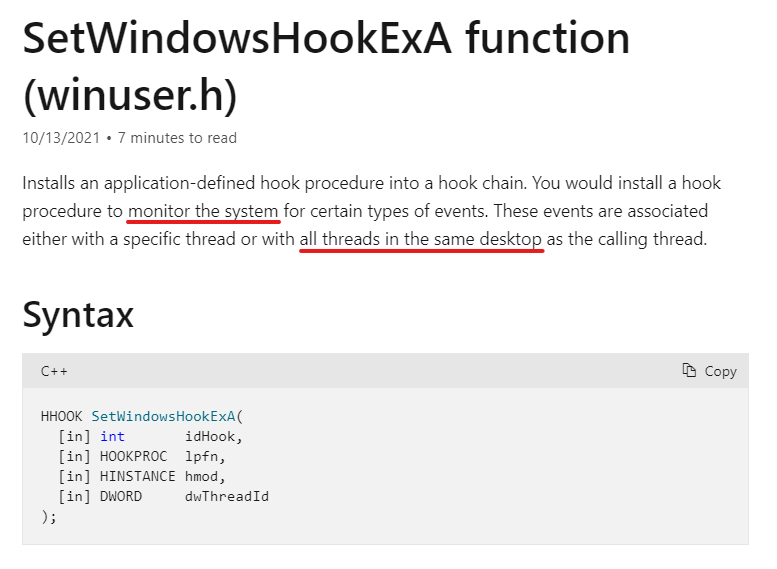 SetWindowsHookExA function
(winuser.h)
10/13/2021 • 7 minutes to read
Installs an application-defined hook procedure into a hook chain. You would install a hook
procedure to monitor the system for certain types of events. These events are associated
either with a specific thread or with all threads in the same desktop as the calling thread.
Syntax
C++ Copy
HHOOK SetWindowsHookExA(
  [in] int       idHook,
  [in] HOOKPROC  lpfn,
  [in] HINSTANCE hmod,
  [in] DWORD     dwThreadId
);